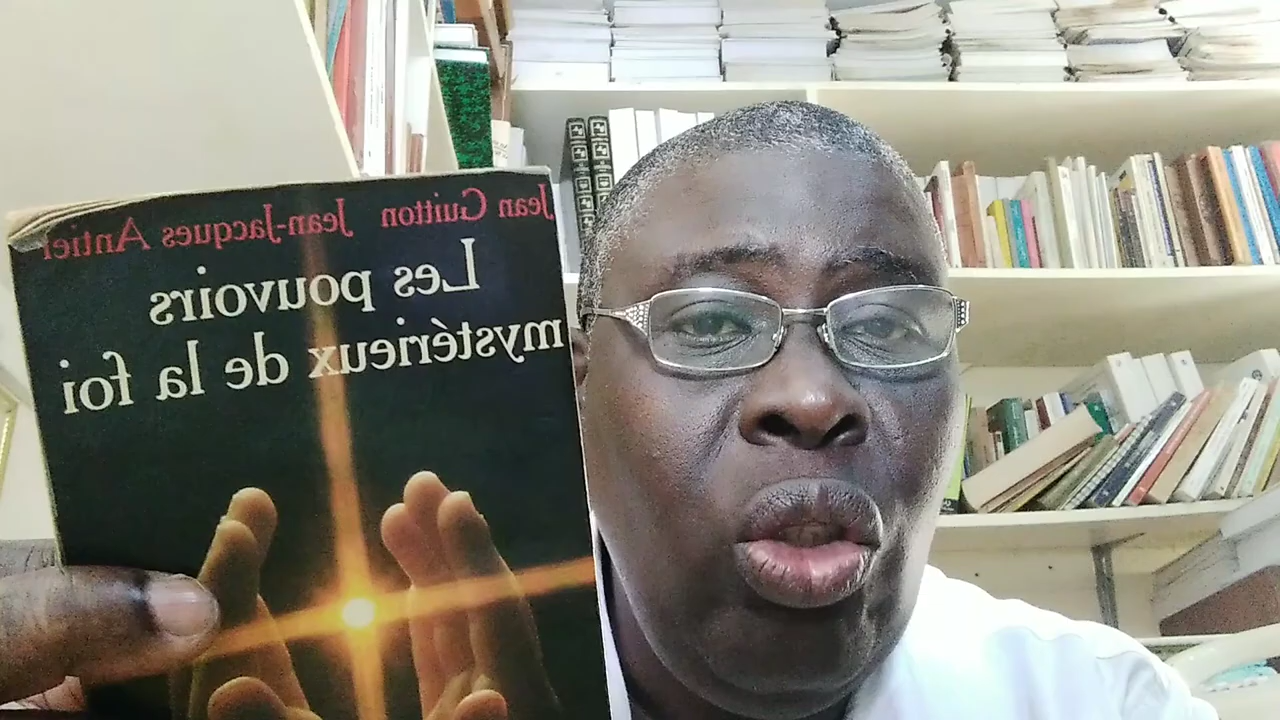 Jean Guitton Jean-Jacques Antier
Les pouvoirs
mystérieux de la foi